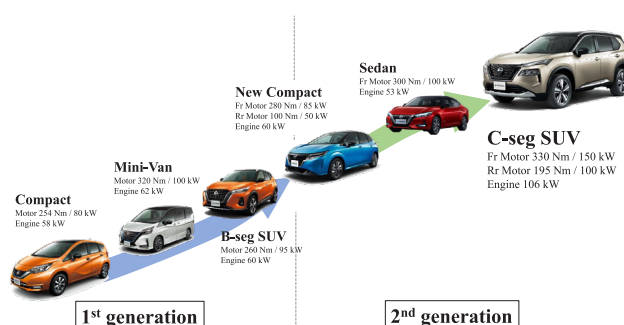 Compact
Motor 254 Nm / 80 kW
Engine 58 kW
Mini-Van
Motor 320 Nm / 100 kW
Engine 62 kW
B-seg SUV
Motor 260 Nm / 95 kW
Engine 60 kW
New Compact
Fr Motor 280 Nm / 85 kW
Rr Motor 100 Nm / 50 kW
Engine 60 kW
Sedan
Fr Motor 300 Nm / 100 kW
Engine 53 kW
C-seg SUV
Fr Motor 330 Nm / 150 kW
Rr Motor 195 Nm / 100 kW
Engine 106 kW
1st generation
2nd generation